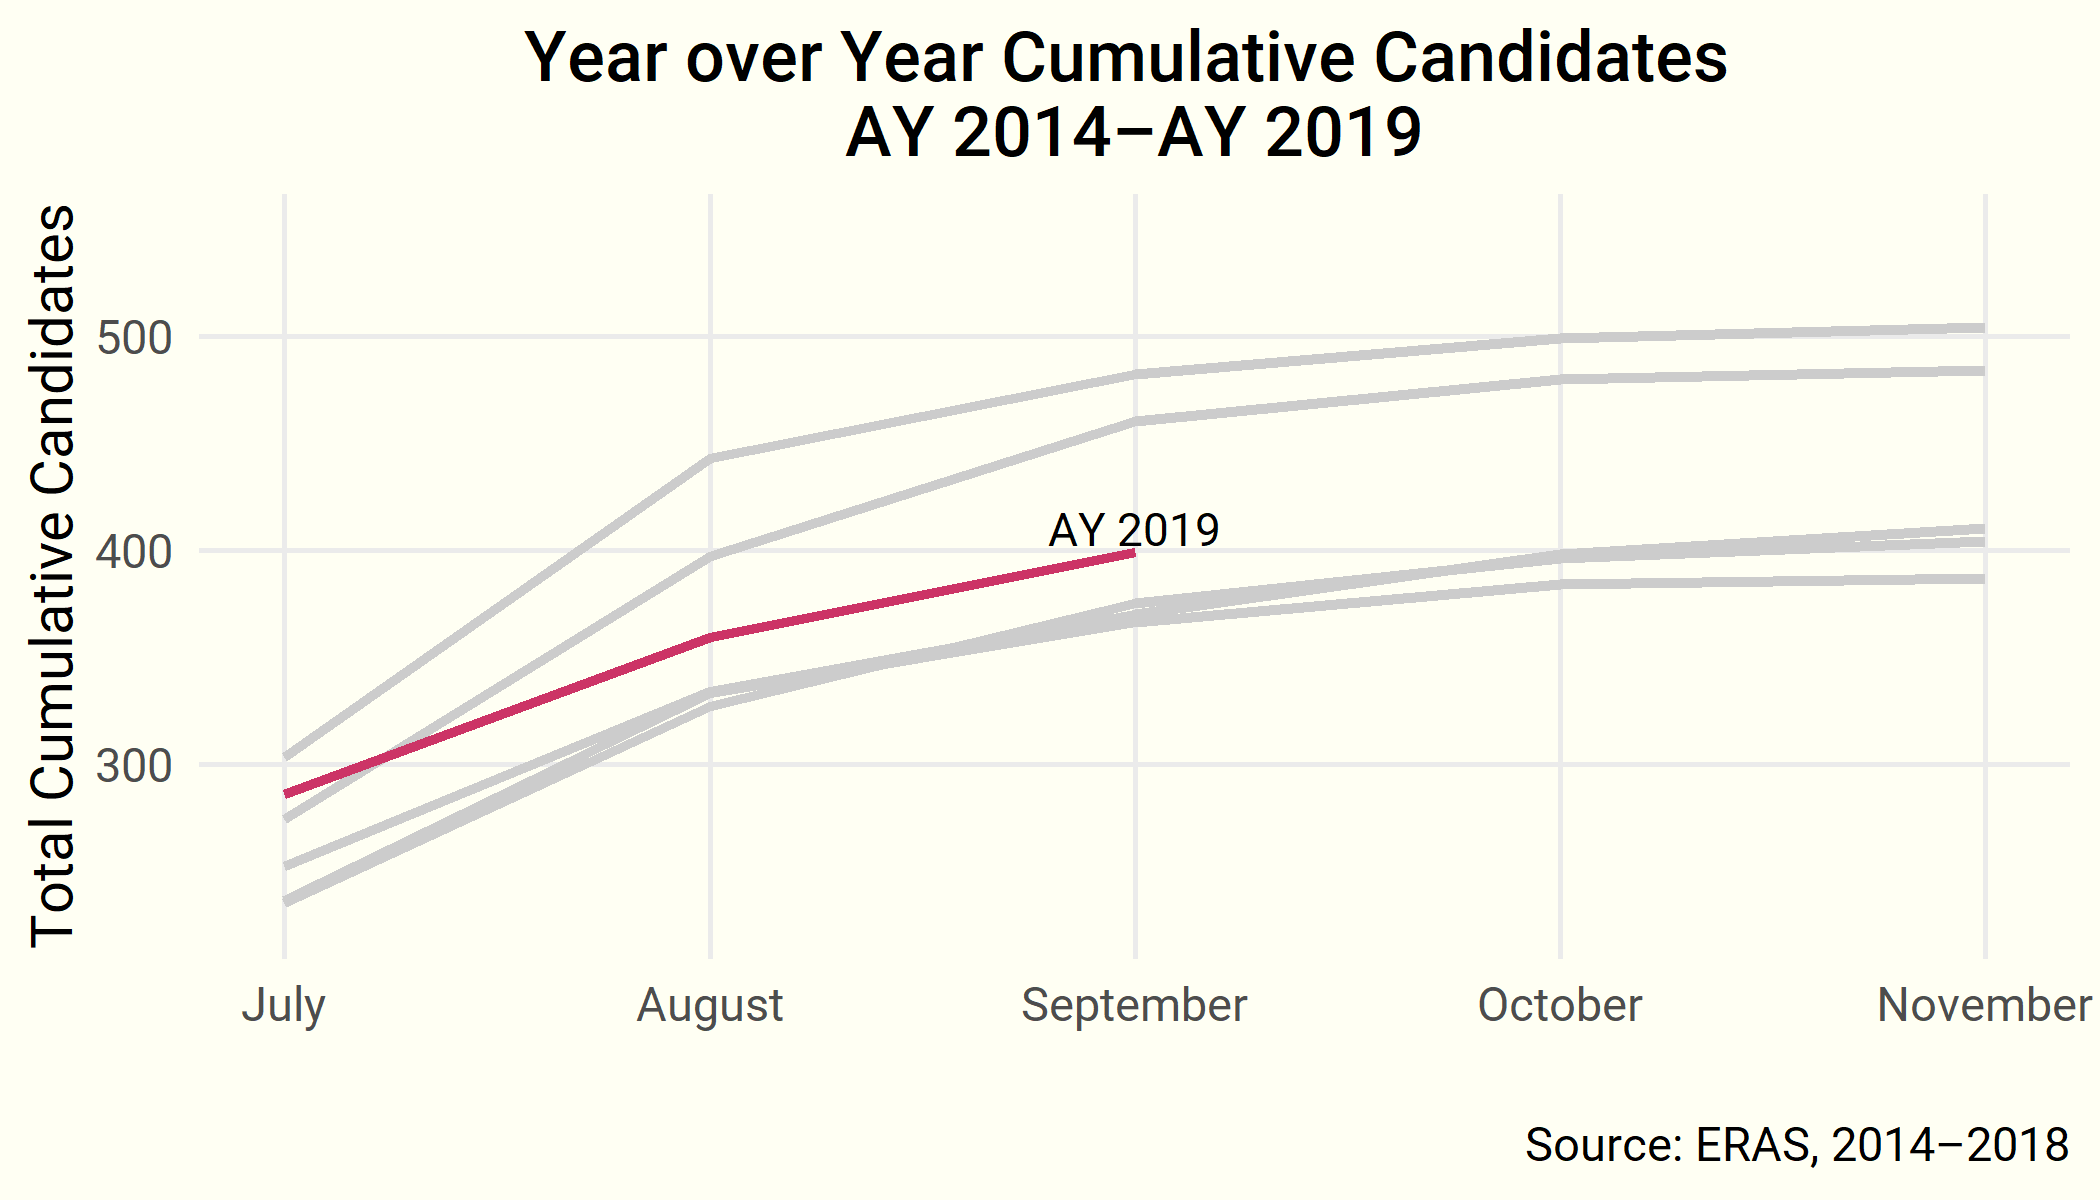 Year over Year Cumulative Candidates
AY 2014–AY 2019
Total Cumulative Candidates
500
400
300
AY 2019
July
August
September
October
November
Source: ERAS, 2014–2018